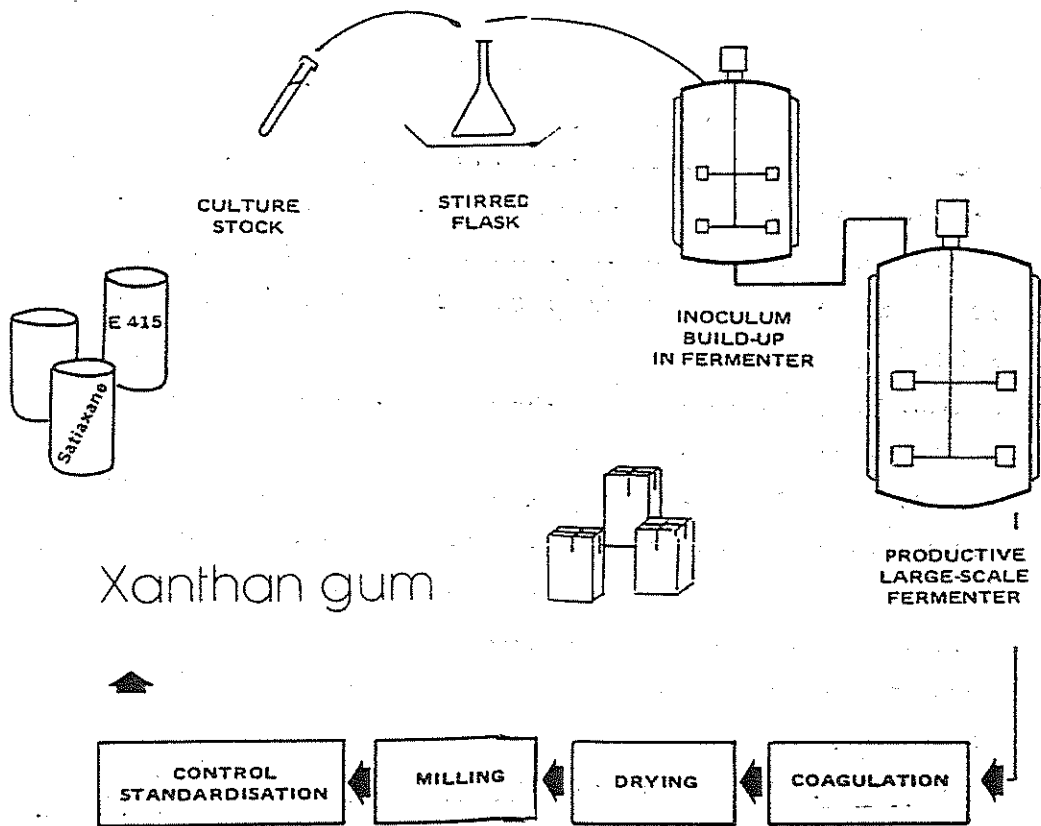 CULTURE
STOCK
STIRRED
FLASK
INOCULUM
BUILD-UP
IN FERMENTER
E 415
Satiaxane
PRODUCTIVE
LARGE-SCALE
FERMENTER
Xanthan gum
CONTROL
STANDARDISATION
MILLING
DRYING
COAGULATION